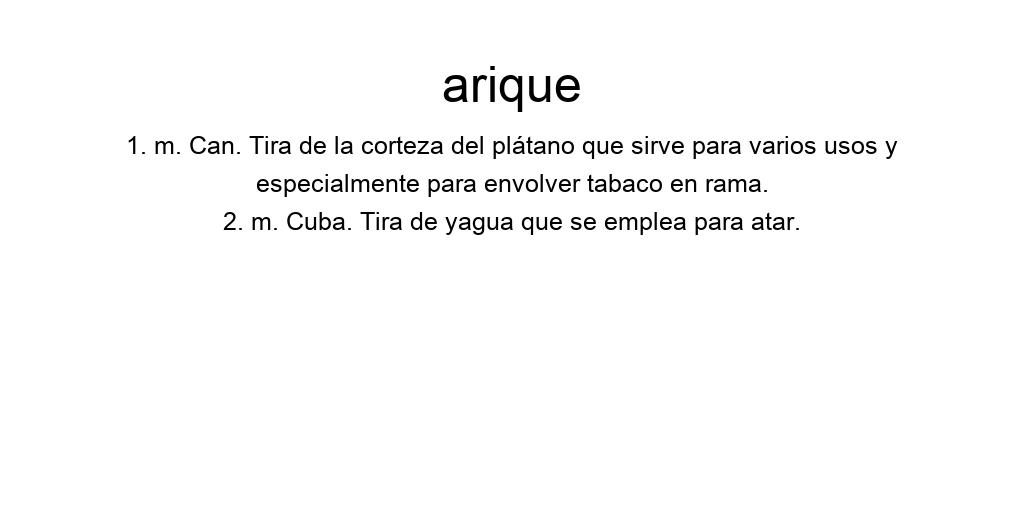 arique
1. m. Can. Tira de la corteza del plátano que sirve para varios usos y
especialmente para envolver tabaco en rama.
2. m. Cuba. Tira de yagua que se emplea para atar.